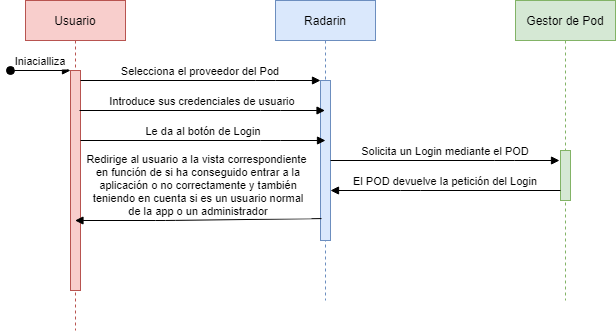 Usuario
Radarin
Gestor de Pod
Iniacialliza
Selecciona el proveedor del Pod
Introduce sus credenciales de usuario
Le da al botón de Login
Solicita un Login mediante el POD
Redirige al usuario a la vista correspondiente
en función de si ha conseguido entrar a la
aplicación o no correctamente y también
teniendo en cuenta si es un usuario normal
de la app o un administrador
El POD devuelve la petición del Login